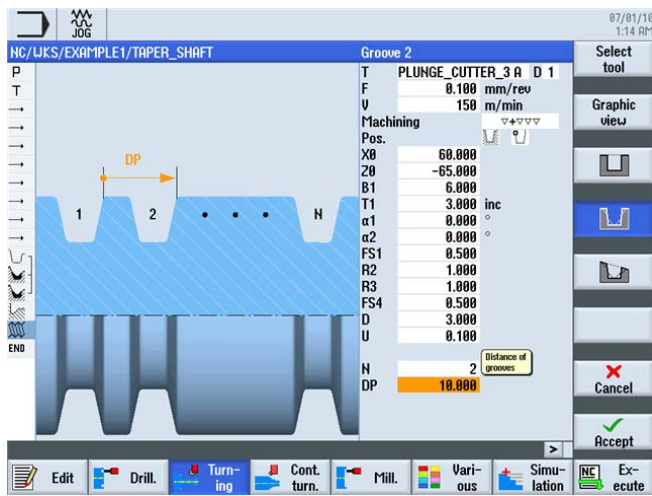 JOG
07/01/10
1:14 AM
NC/WKS/EXAMPLE1/TAPER_SHAFT
Groove 2
P
T
END
DP
1
2
N
T PLUNGE_CUTTER_3 A D 1
F 0.100 mm/rev
V 150 m/min
Machining ▽+▽▽▽
Pos.
X0 60.000
Z0 -65.000
B1 6.000
T1 3.000 inc
α1 0.000 °
α2 0.000 °
FS1 0.500
R2 1.000
R3 1.000
FS4 0.500
D 3.000
U 0.100
N 2
DP 10.000
Distance of
grooves
Select
tool
Graphic
view
Cancel
Accept
>
Edit
Drill.
Turn-
ing
Cont.
turn.
Mill.
Vari-
ous
Simu-
lation
NC
Ex-
ecute